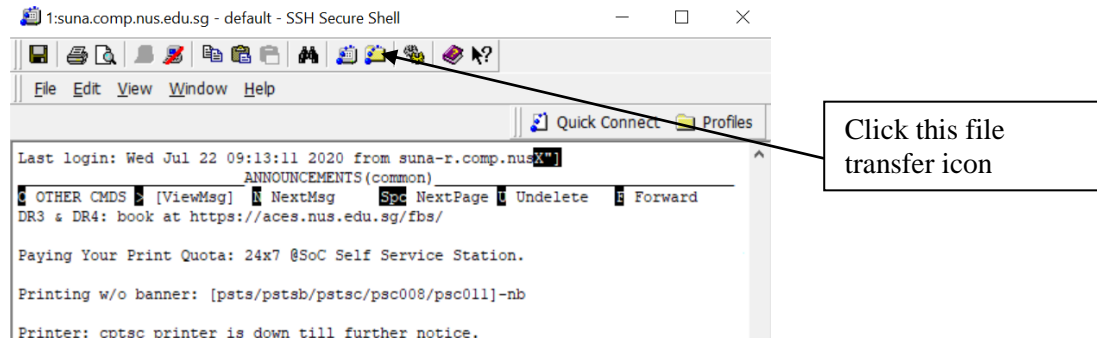 1:suna.comp.nus.edu.sg - default - SSH Secure Shell
File Edit View Window Help
Quick Connect Profiles
Click this file
transfer icon
Last login: Wed Jul 22 09:13:11 2020 from suna-r.comp.nusX"]
ANNOUNCEMENTS(common)
O OTHER CMDS > [ViewMsg] N NextMsg Spc NextPage U Undelete F Forward
DR3 & DR4: book at https://aces.nus.edu.sg/fbs/
Paying Your Print Quota: 24x7 @SoC Self Service Station.
Printing w/o banner: [psts/pstsb/pstsc/psc008/psc011]-nb
Printer: cptsc printer is down till further notice.